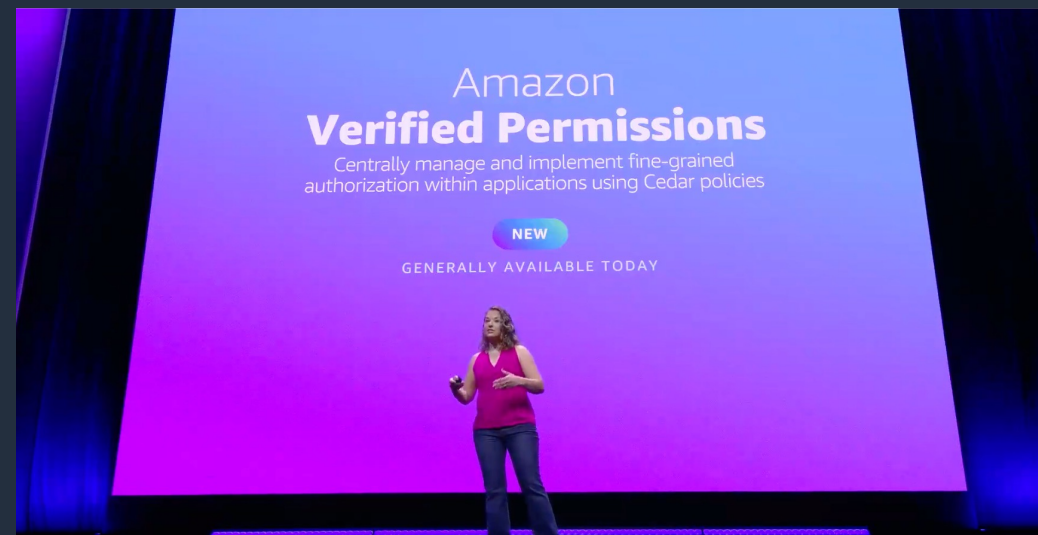 Amazon
Verified Permissions
Centrally manage and implement fine-grained
authorization within applications using Cedar policies
NEW
GENERALLY AVAILABLE TODAY